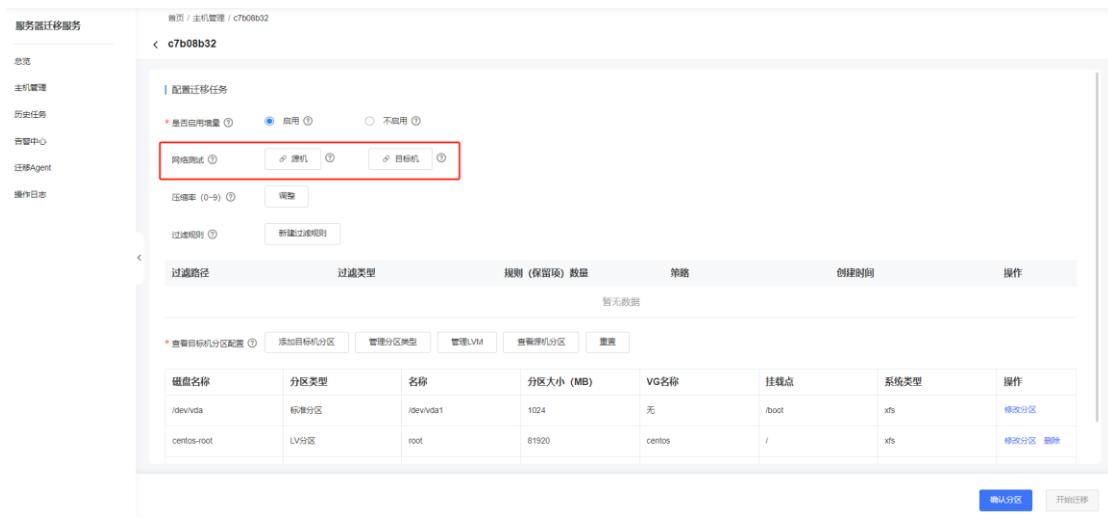 服务器迁移服务
总览
主机管理
历史任务
告警中心
迁移Agent
操作日志
首页 / 主机管理 / c7b08b32
c7b08b32
配置迁移任务
* 是否启用增量 启用 不启用
网络测试 源机 目标机
压缩率 (0~9) 调整
过滤规则 新建过滤规则
过滤路径 过滤类型 规则 (保留项) 数量 策略 创建时间 操作
暂无数据
* 查看目标机分区配置 添加目标机分区 管理分区类型 管理LVM 查看源机分区 重置
磁盘名称 分区类型 名称 分区大小 (MB) VG名称 挂载点 系统类型 操作
/dev/vda 标准分区 /dev/vda1 1024 无 /boot xfs 修改分区
centos-root LV分区 root 81920 centos / xfs 修改分区 删除
确认分区 开始迁移